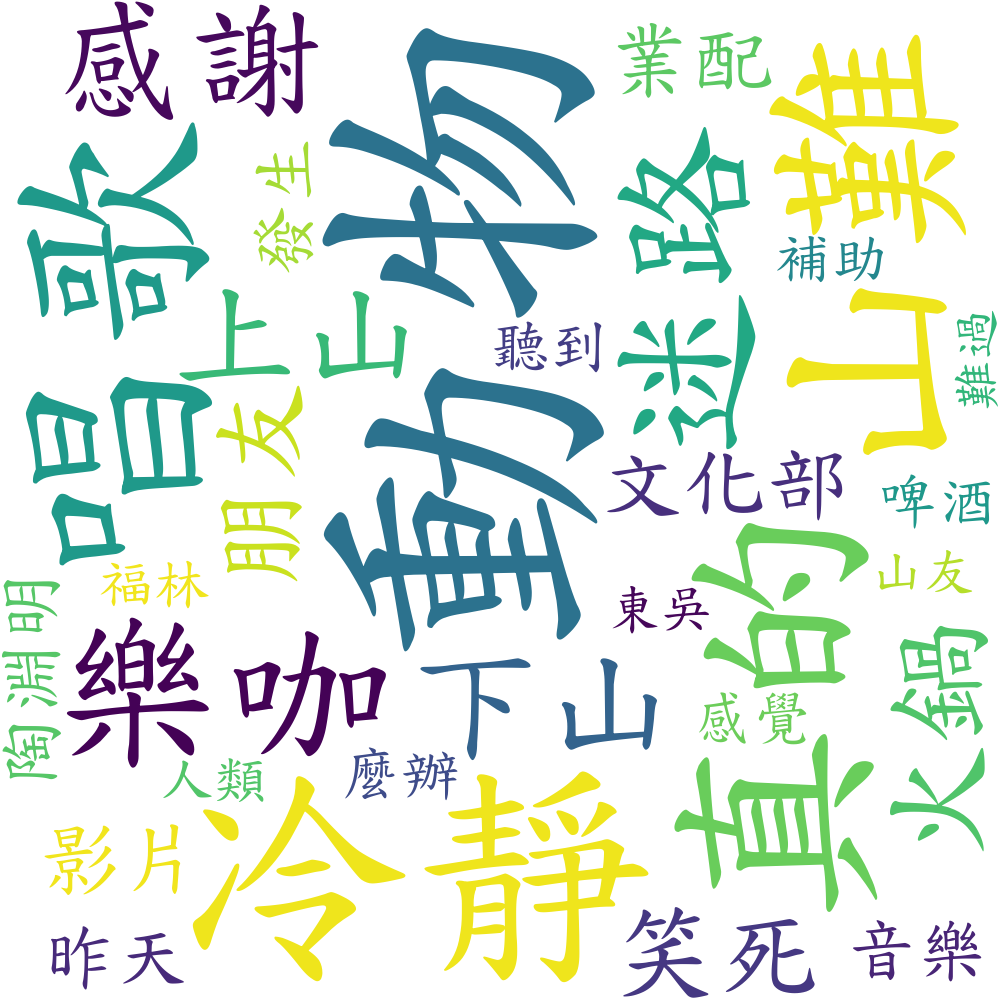 感謝
業配
歌唱
發生
動物
迷路
山難
補助
上山
聽到
難過
朋友
文化部
啤酒
真的
山友
福林
東吳
陶淵明
樂咖
下山
火鍋
感覺
人類
麼辦
冷靜
影片
昨天
笑死
音樂